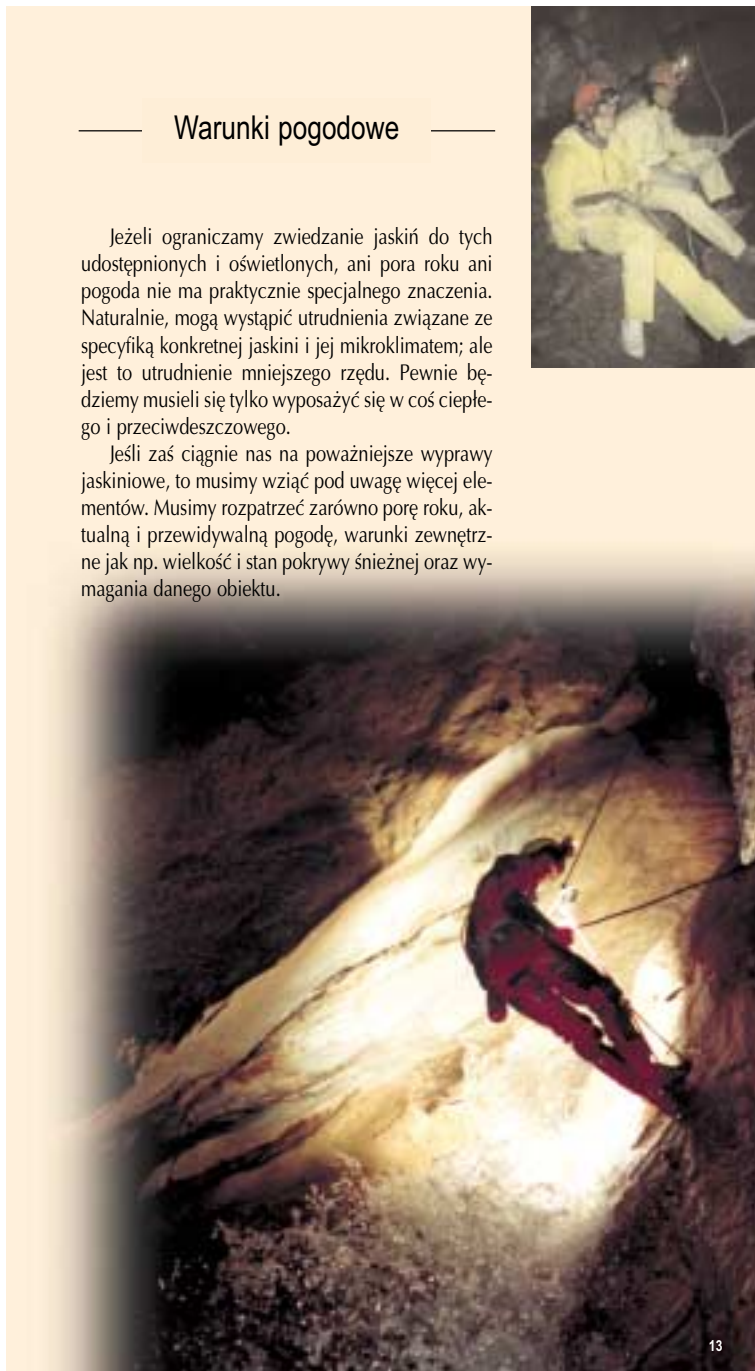 Warunki pogodowe
Jeżeli ograniczamy zwiedzanie jaskiń do tych
udostępnionych i oświetlonych, ani pora roku ani
pogoda nie ma praktycznie specjalnego znaczenia.
Naturalnie, mogą wystąpić utrudnienia związane ze
specyfiką konkretnej jaskini i jej mikroklimatem; ale
jest to utrudnienie mniejszego rzędu. Pewnie bę-
dziemy musieli się tylko wyposażyć się w coś ciepłe-
go i przeciwdeszczowego.
Jeśli zaś ciągnie nas na poważniejsze wyprawy
jaskiniowe, to musimy wziąć pod uwagę więcej ele-
mentów. Musimy rozpatrzeć zarówno porę roku, ak-
tualną i przewidywalną pogodę, warunki zewnętrz-
ne jak np. wielkość i stan pokrywy śnieżnej oraz wy-
magania danego obiektu.
13